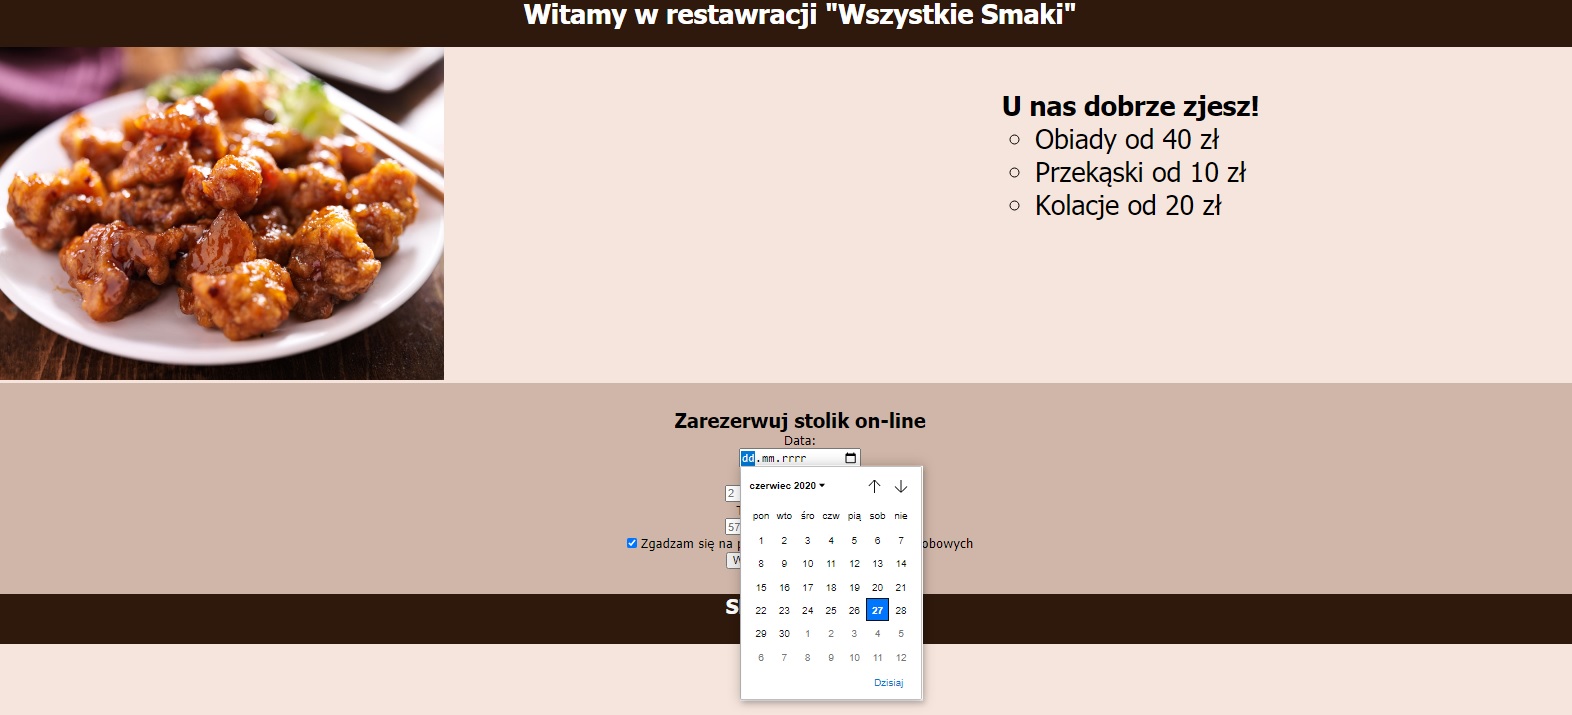 Witamy w restawracji "Wszystkie Smaki"
U nas dobrze zjesz!
Obiady od 40 zł
Przekąski od 10 zł
Kolacje od 20 zł
Zarezerwuj stolik on-line
Data:
dd.mm.rrrr
czerwiec 2020
pon wto śro czw pią sob nie
1 2 3 4 5 6 7
8 9 10 11 12 13 14
15 16 17 18 19 20 21
22 23 24 25 26 27 28
29 30 1 2 3 4 5
6 7 8 9 10 11 12
Dzisiaj
2
57
Zgadzam się na obowych